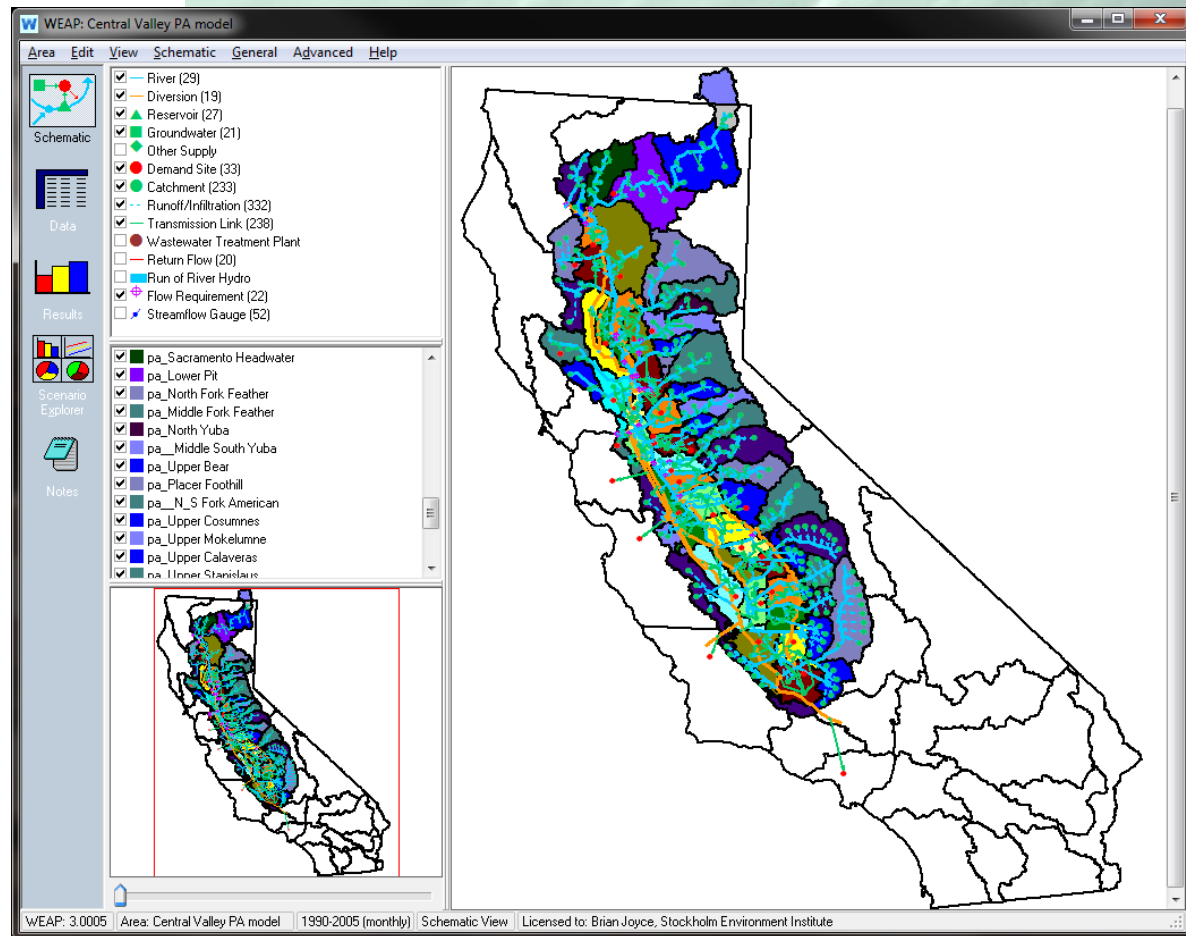 WEAP: Central Valley PA model
Area Edit View Schematic General Advanced Help
Schematic
Data
Results
Scenario
Explorer
Notes
River (29)
Diversion (19)
Reservoir (27)
Groundwater (21)
Other Supply
Demand Site (33)
Catchment (233)
Runoff/Infiltration (332)
Transmission Link (238)
Wastewater Treatment Plant
Return Flow (20)
Run of River Hydro
Flow Requirement (22)
Streamflow Gauge (52)
pa_Sacramento Headwater
pa_Lower Pit
pa_North Fork Feather
pa_Middle Fork Feather
pa_North Yuba
pa__Middle South Yuba
pa_Upper Bear
pa_Placer Foothill
pa__N_S Fork American
pa_Upper Cosumnes
pa_Upper Mokelumne
pa_Upper Calaveras
pa_Upper Stanislaus
WEAP: 3.0005 Area: Central Valley PA model 1990-2005 (monthly) Schematic View Licensed to: Brian Joyce, Stockholm Environment Institute